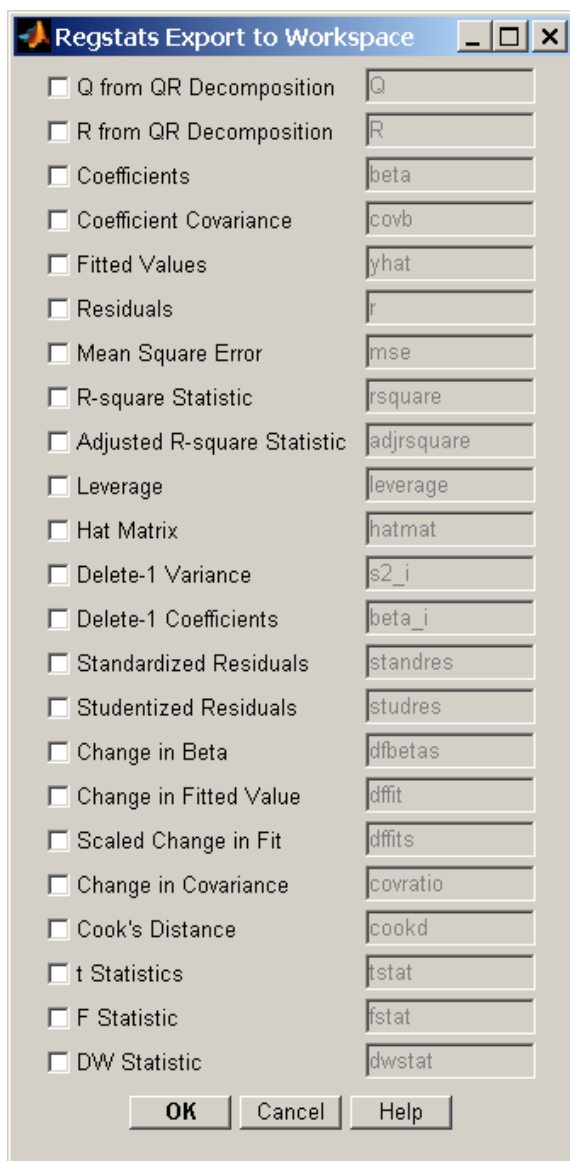 Regstats Export to Workspace
Q from QR Decomposition Q
R from QR Decomposition R
Coefficients beta
Coefficient Covariance covb
Fitted Values yhat
Residuals r
Mean Square Error mse
R-square Statistic rsquare
Adjusted R-square Statistic adjrsquare
Leverage leverage
Hat Matrix hatmat
Delete-1 Variance s2_i
Delete-1 Coefficients beta_i
Standardized Residuals standres
Studentized Residuals studres
Change in Beta dfbetas
Change in Fitted Value dffit
Scaled Change in Fit dffits
Change in Covariance covratio
Cook's Distance cookd
t Statistics tstat
F Statistic fstat
DW Statistic dwstat
OK Cancel Help